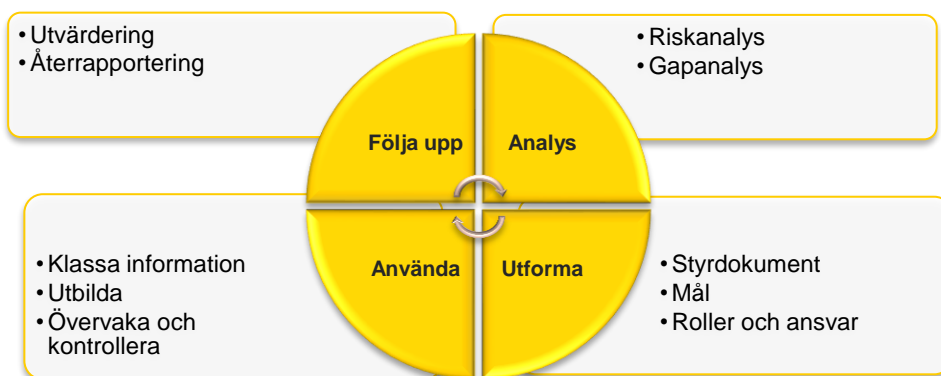 • Utvärdering
• Återrapportering
• Riskanalys
• Gapanalys
Följa upp
Analys
Använda
Utforma
• Klassa information
• Utbilda
• Övervaka och
kontrollera
• Styrdokument
• Mål
• Roller och ansvar